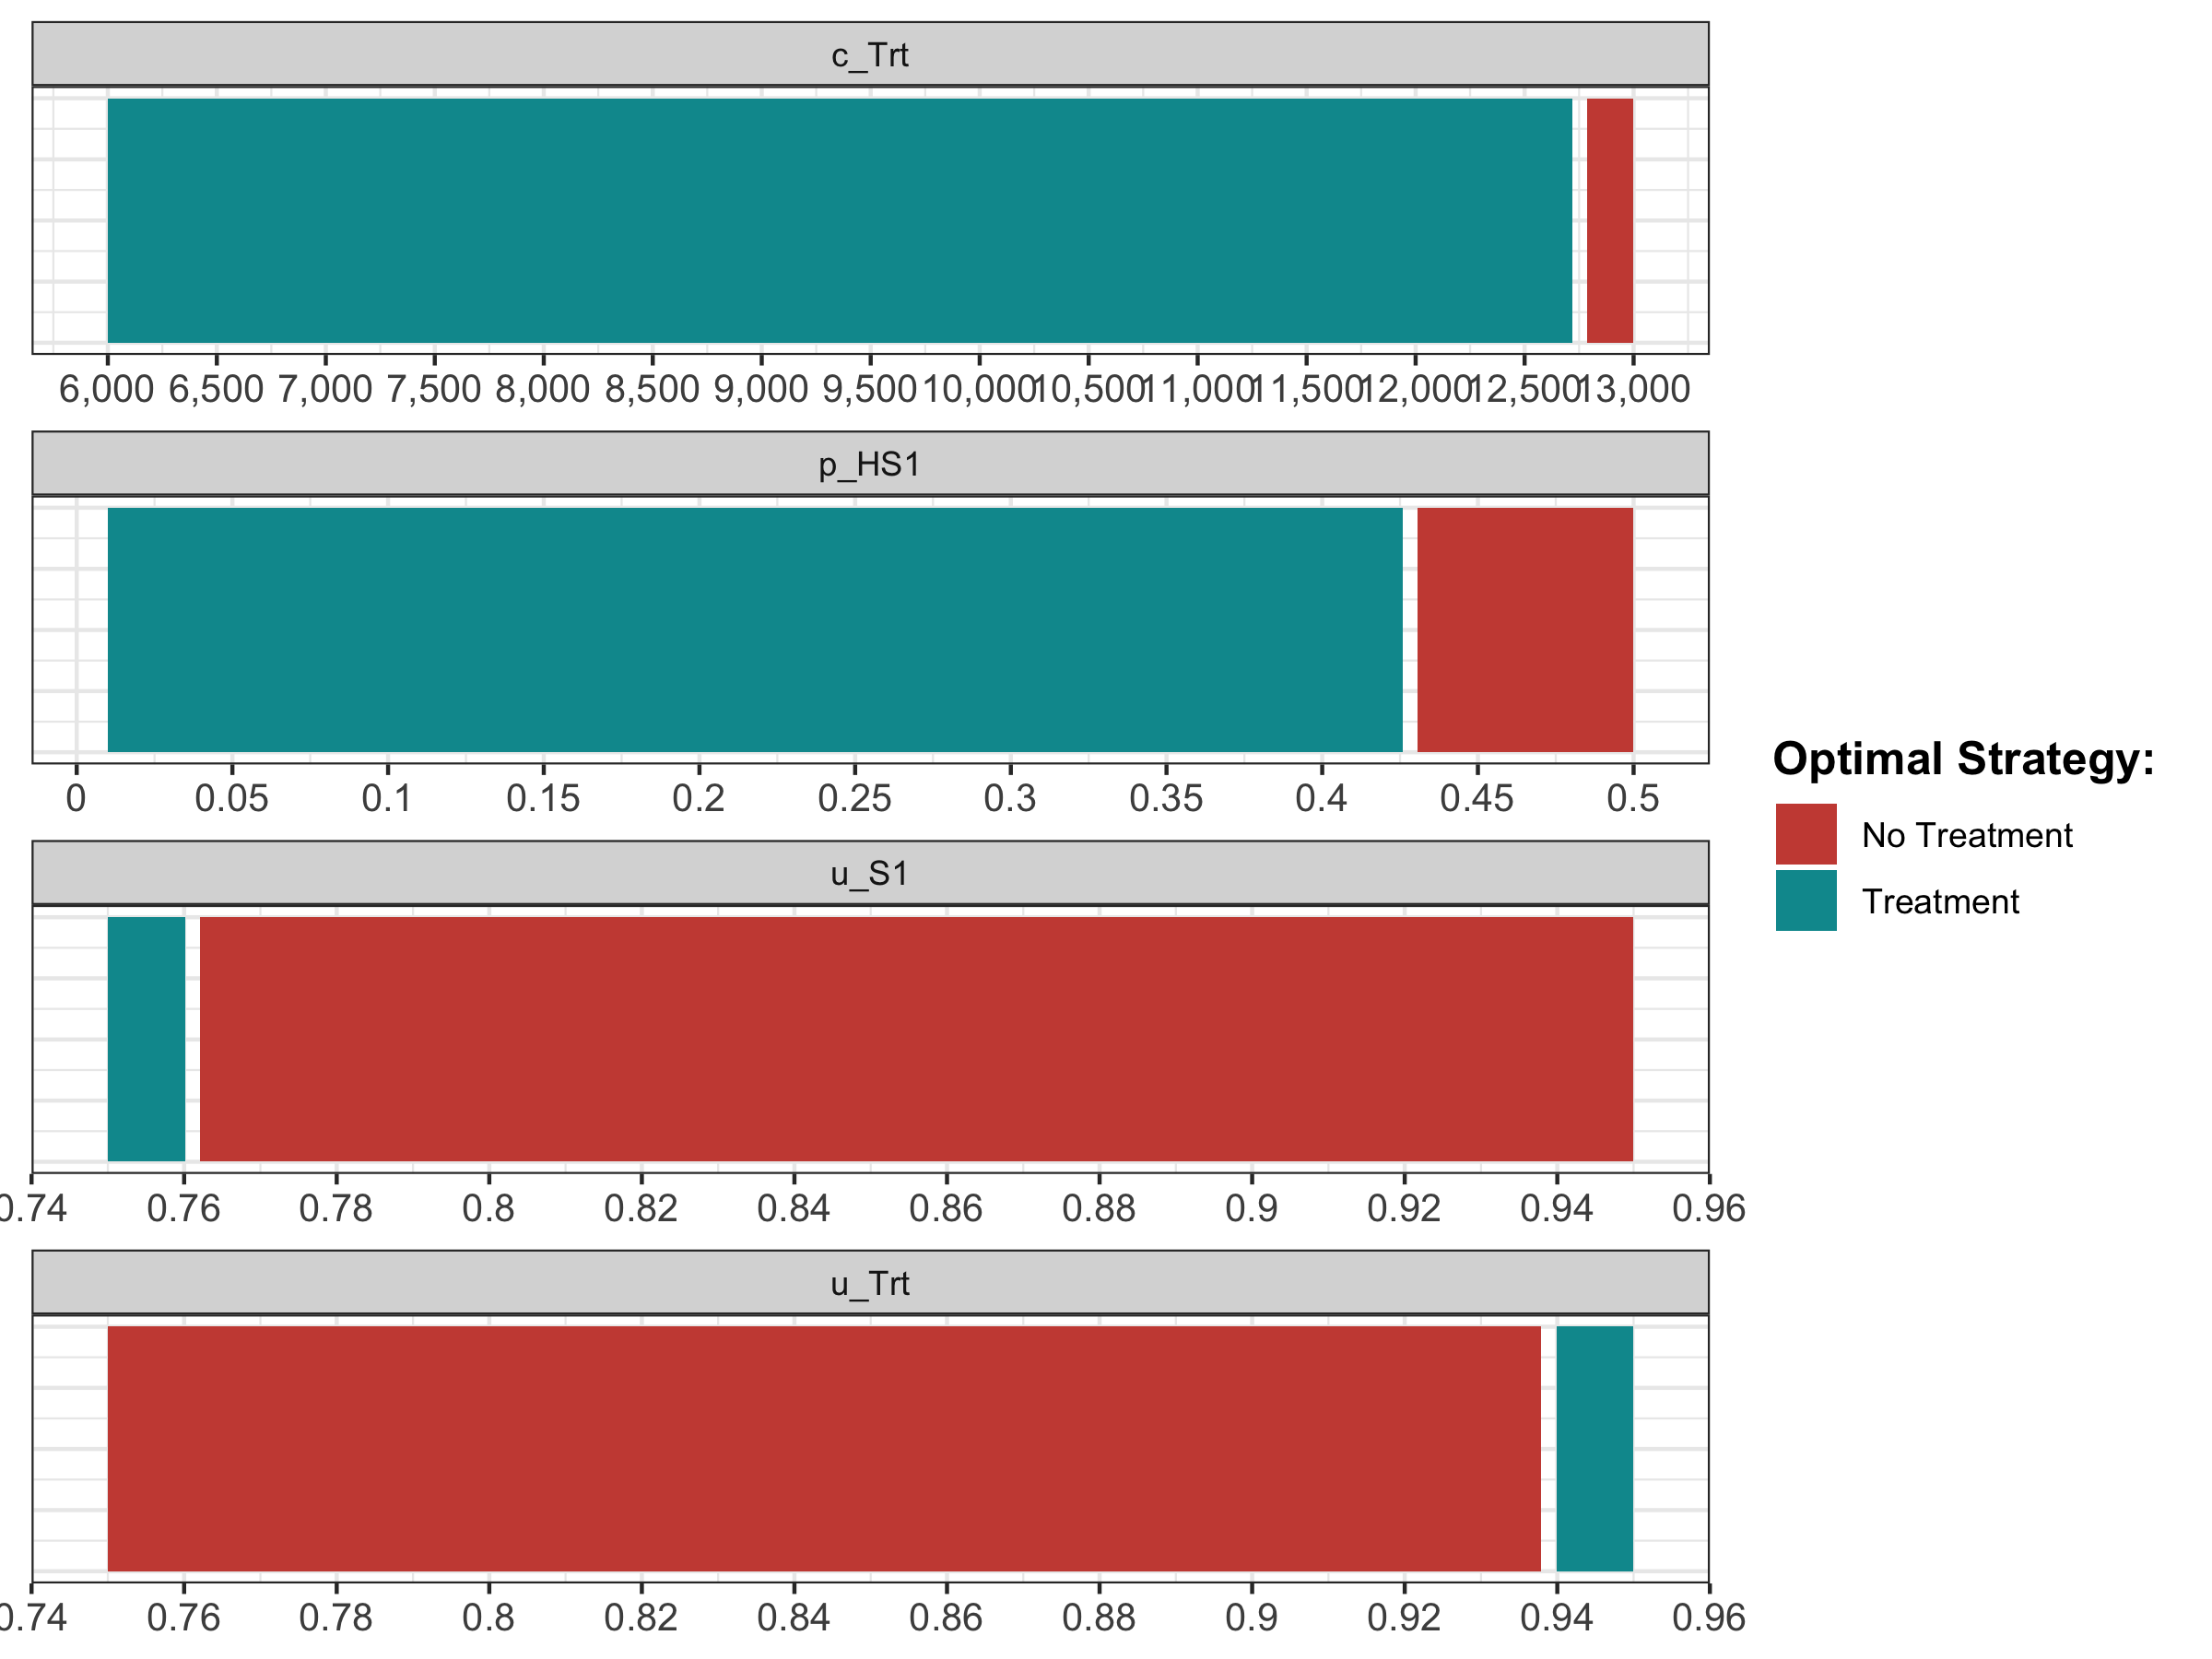 c_Trt
6,000 6,500 7,000 7,500 8,000 8,500 9,000 9,500 10,000 10,500 11,000 11,500 12,000 12,500 13,000
p_HS1
0 0.05 0.1 0.15 0.2 0.25 0.3 0.35 0.4 0.45 0.5
Optimal Strategy:
No Treatment
Treatment
u_S1
0.74 0.76 0.78 0.8 0.82 0.84 0.86 0.88 0.9 0.92 0.94 0.96
u_Trt
0.74 0.76 0.78 0.8 0.82 0.84 0.86 0.88 0.9 0.92 0.94 0.96